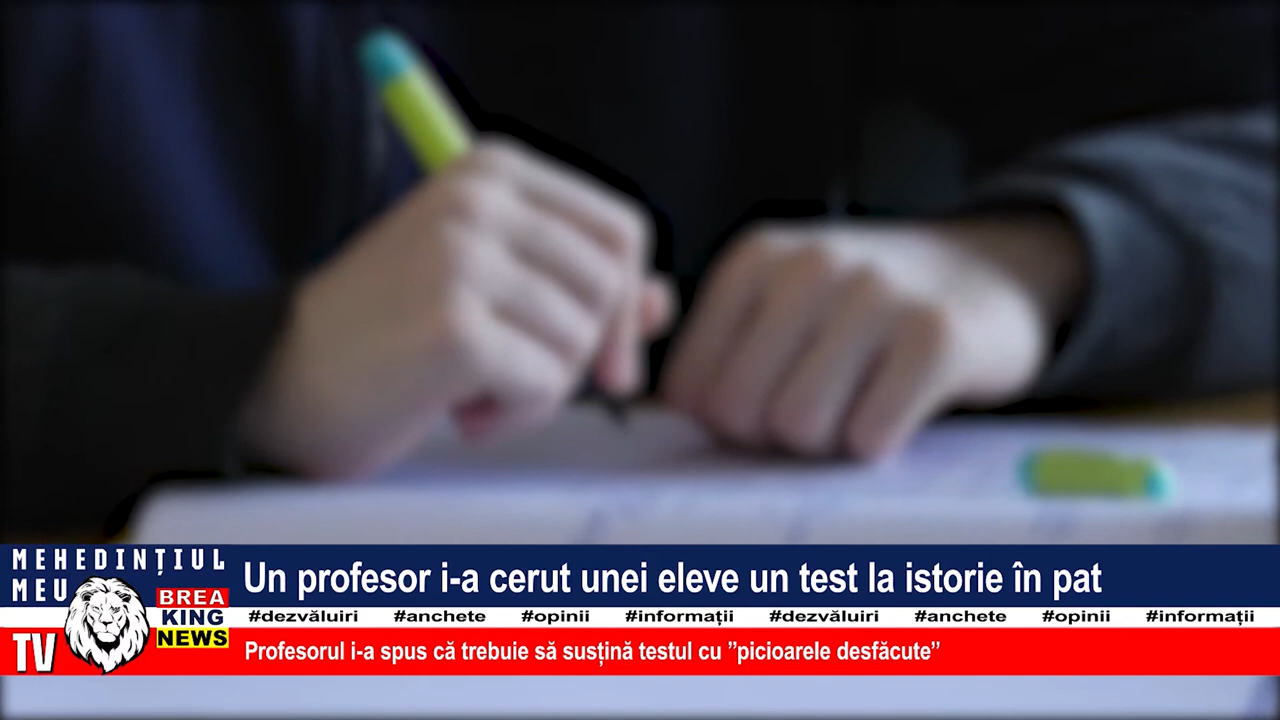 MEHEDINȚIUL
MEU
TV
BREA
KING
NEWS
Un profesor i-a cerut unei eleve un test la istorie în pat
#dezvăluiri #anchete #opinii #informații #dezvăluiri #anchete #opinii #informații
Profesorul i-a spus că trebuie să susțină testul cu ”picioarele desfăcute”